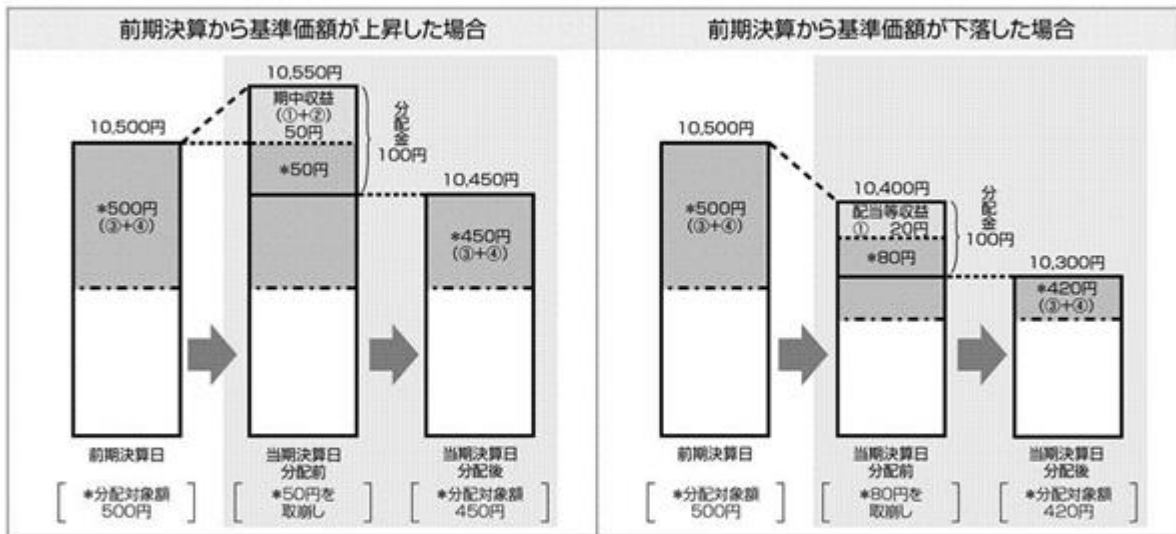 前期決算から基準価額が上昇した場合
10,550円
期中収益
(①+②)
50円
*50円
分配金
100円
10,500円
*500円
(③+④)
10,450円
*450円
(③+④)
前期決算日
当期決算日
分配前
当期決算日
分配後
*分配対象額
500円
*50円を
取崩し
*分配対象額
450円
前期決算から基準価額が下落した場合
10,500円
*500円
(③+④)
10,400円
配当等収益
① 20円
*80円
分配金
100円
10,300円
*420円
(③+④)
前期決算日
当期決算日
分配前
当期決算日
分配後
*分配対象額
500円
*80円を
取崩し
*分配対象額
420円